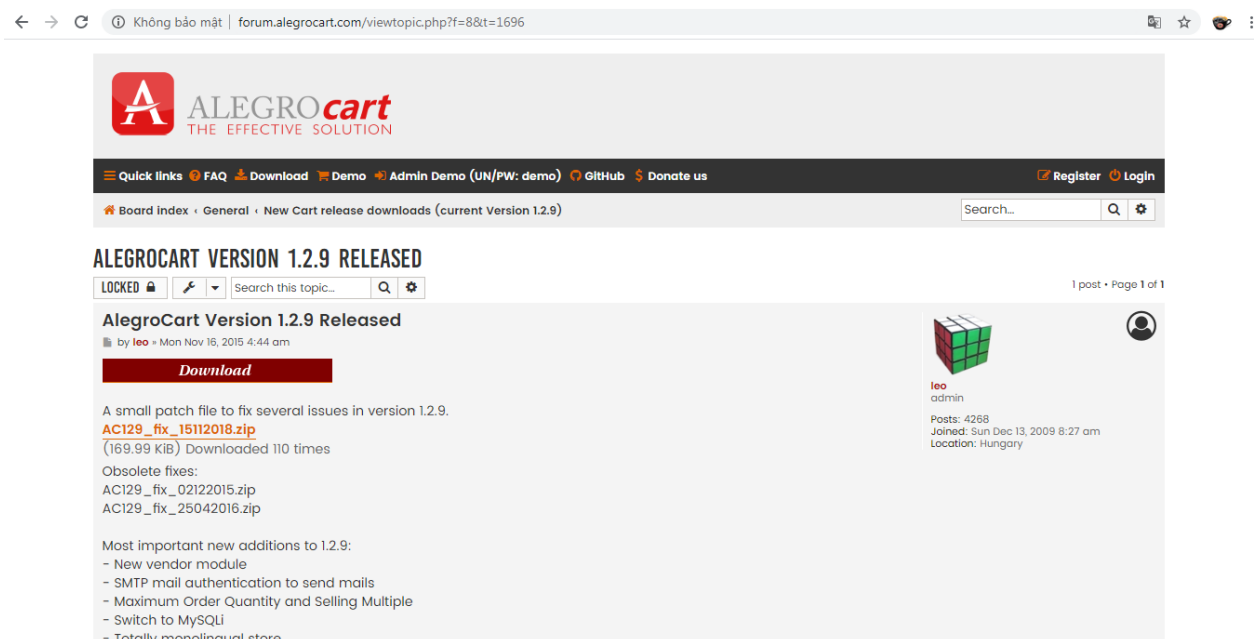 Không bảo mật | forum.alegrocart.com/viewtopic.php?f=8&t=1696
A
ALEGROcart
THE EFFECTIVE SOLUTION
Quick links FAQ Download Demo Admin Demo (UN/PW: demo) GitHub Donate us Register Login
Board index ‹ General ‹ New Cart release downloads (current Version 1.2.9) Search...
ALEGROCART VERSION 1.2.9 RELEASED
LOCKED Search this topic... 1 post • Page 1 of 1
AlegroCart Version 1.2.9 Released
by leo » Mon Nov 16, 2015 4:44 am
Download
A small patch file to fix several issues in version 1.2.9.
AC129_fix_15112018.zip
(169.99 KiB) Downloaded 110 times
Obsolete fixes:
AC129_fix_02122015.zip
AC129_fix_25042016.zip
Most important new additions to 1.2.9:
- New vendor module
- SMTP mail authentication to send mails
- Maximum Order Quantity and Selling Multiple
- Switch to MySQLi
- Totally monolingual store
leo
admin
Posts: 4268
Joined: Sun Dec 13, 2009 8:27 am
Location: Hungary